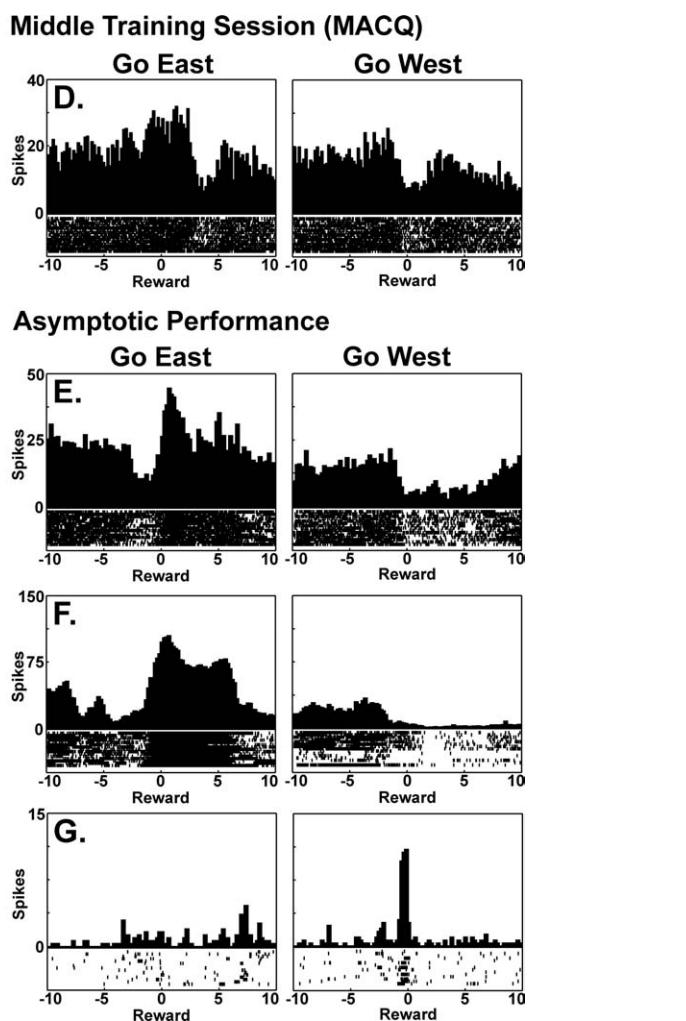 Middle Training Session (MACQ)
Go East Go West
D.
40
20
0
Spikes
-10 -5 0 5 10 -10 -5 0 5 10
Reward Reward
Asymptotic Performance
Go East Go West
E.
50
25
0
Spikes
-10 -5 0 5 10 -10 -5 0 5 10
Reward Reward
F.
150
75
0
Spikes
-10 -5 0 5 10 -10 -5 0 5 10
Reward Reward
G.
15
0
Spikes
-10 -5 0 5 10 -10 -5 0 5 10
Reward Reward